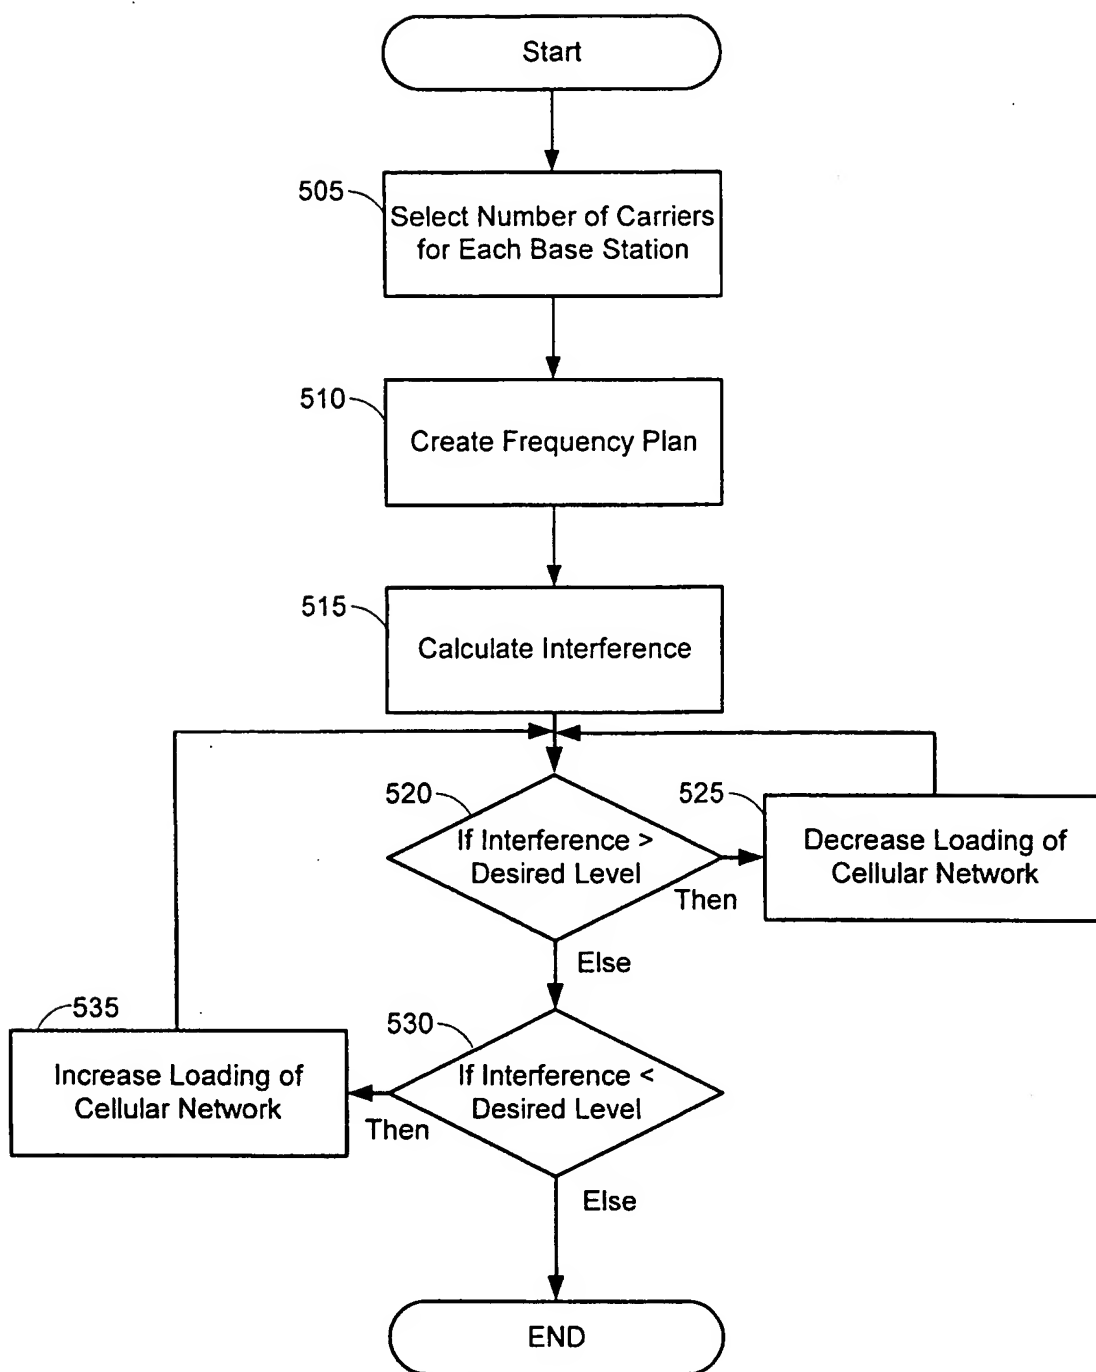 Start
505
Select Number of Carriers
for Each Base Station
510
Create Frequency Plan
515
Calculate Interference
520
If Interference >
Desired Level
Then
525
Decrease Loading of
Cellular Network
Else
535
Increase Loading of
Cellular Network
530
If Interference <
Desired Level
Then
Else
END